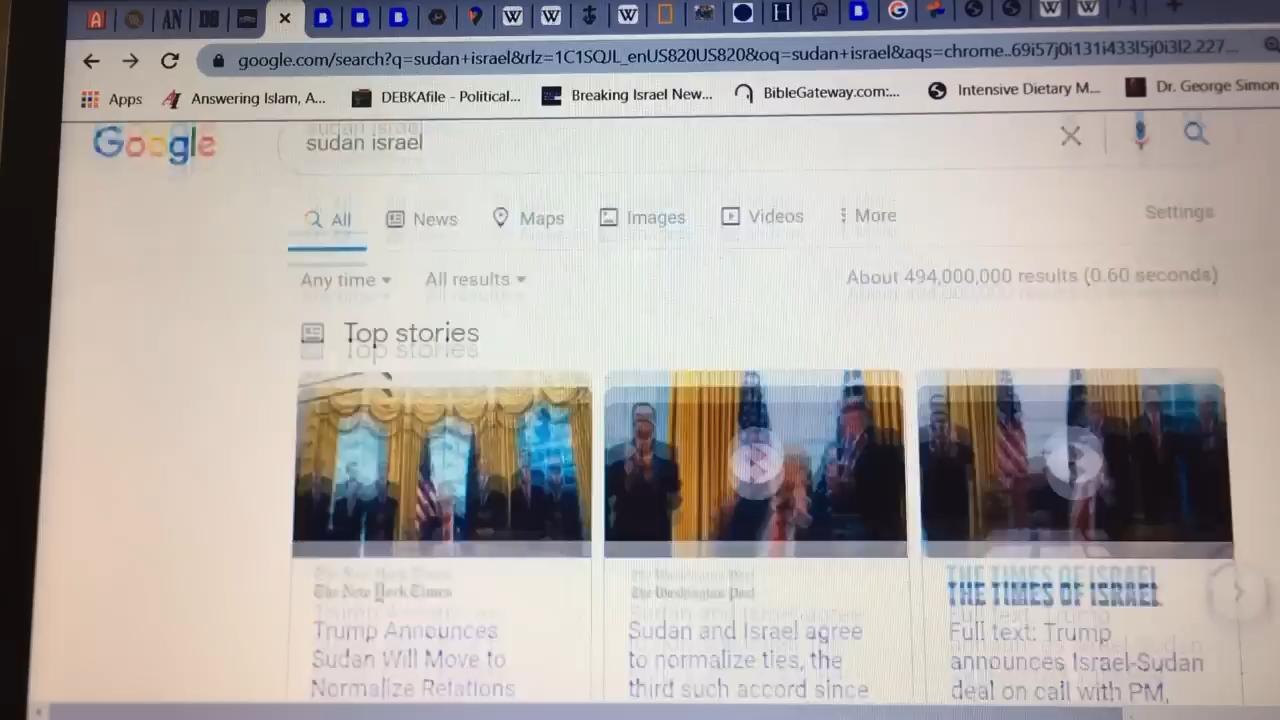 google.com/search?q=sudan+israel&rlz=1C1SQJL_enUS820US820&oq=sudan+israel&aqs=chrome..69i57j0i131i433l5j0i3l2.227...
Apps Answering Islam, A... DEBKAfile - Political... Breaking Israel New... BibleGateway.com:... Intensive Dietary M... Dr. George Simon
Google sudan israel
All News Maps Images Videos More Settings
Any time All results About 494,000,000 results (0.60 seconds)
Top stories
The New York Times The Washington Post THE TIMES OF ISRAEL
Trump Announces Sudan and Israel agree Full text: Trump
Sudan Will Move to to normalize ties, the announces Israel-Sudan
Normalize Relations third such accord since deal on call with PM,